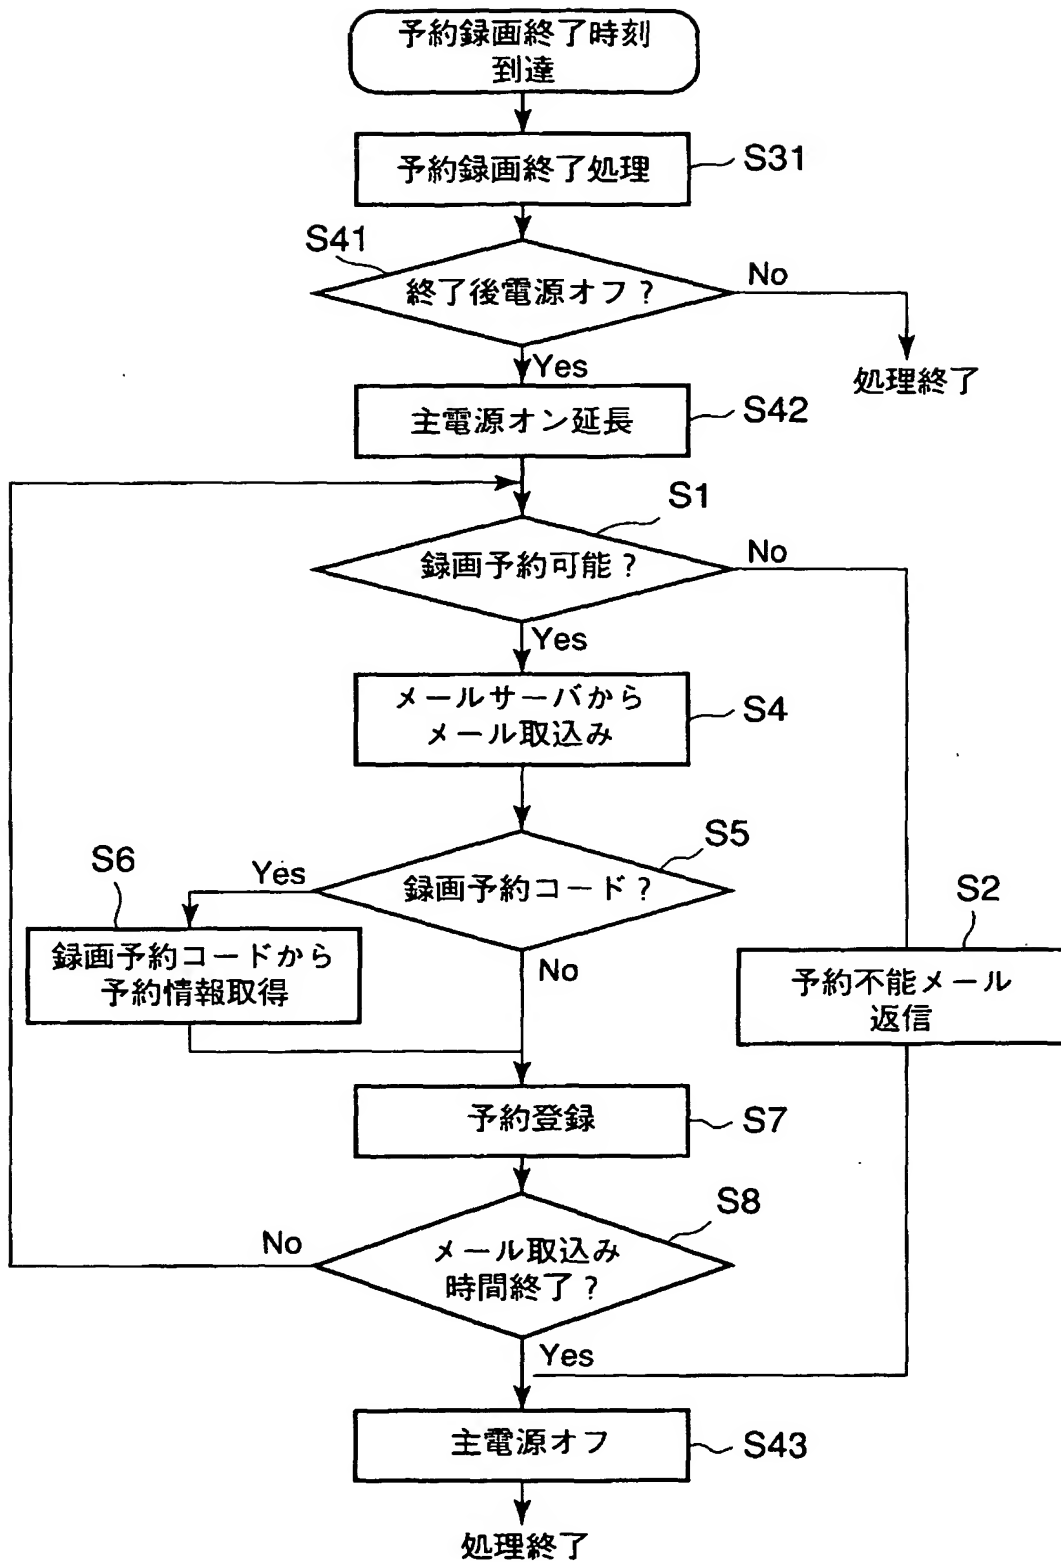 予約録画終了時刻
到達
予約録画終了処理
S31
S41
終了後電源オフ?
No
Yes
処理終了
主電源オン延長
S42
S1
録画予約可能?
No
Yes
メールサーバから
メール取込み
S4
S5
録画予約コード?
Yes
No
S6
録画予約コードから
予約情報取得
S2
予約不能メール
返信
予約登録
S7
S8
メール取込み
時間終了?
No
Yes
主電源オフ
S43
処理終了